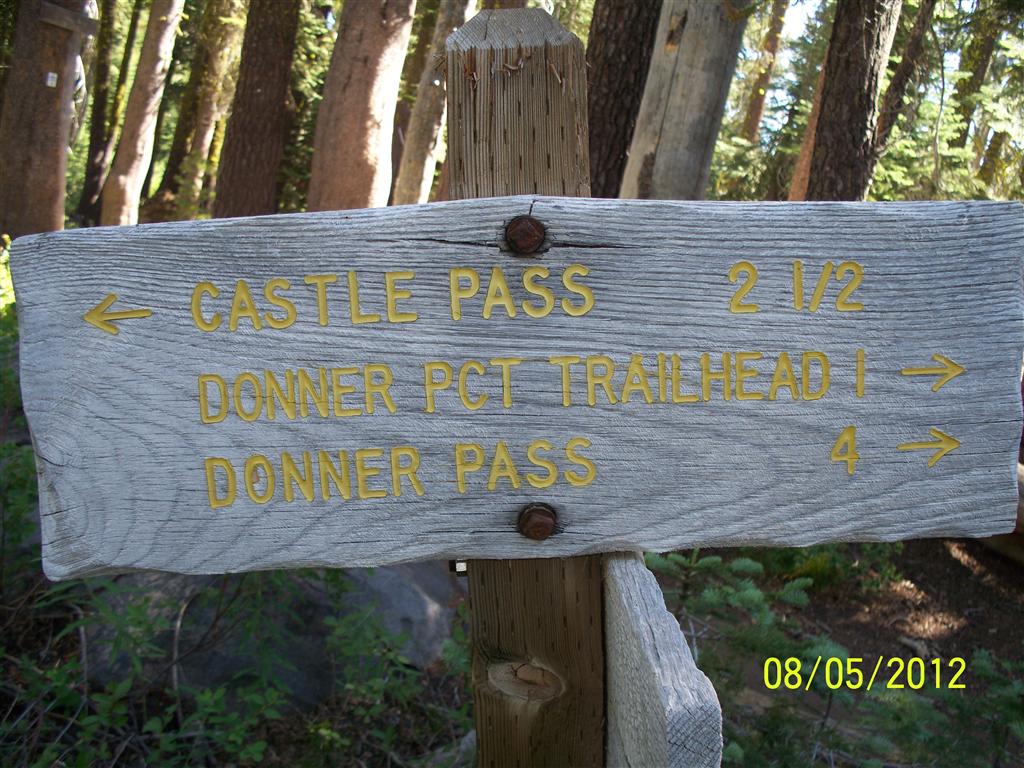 ← CASTLE PASS 2 1/2
DONNER PCT TRAILHEAD 1 →
DONNER PASS 4 →
08/05/2012